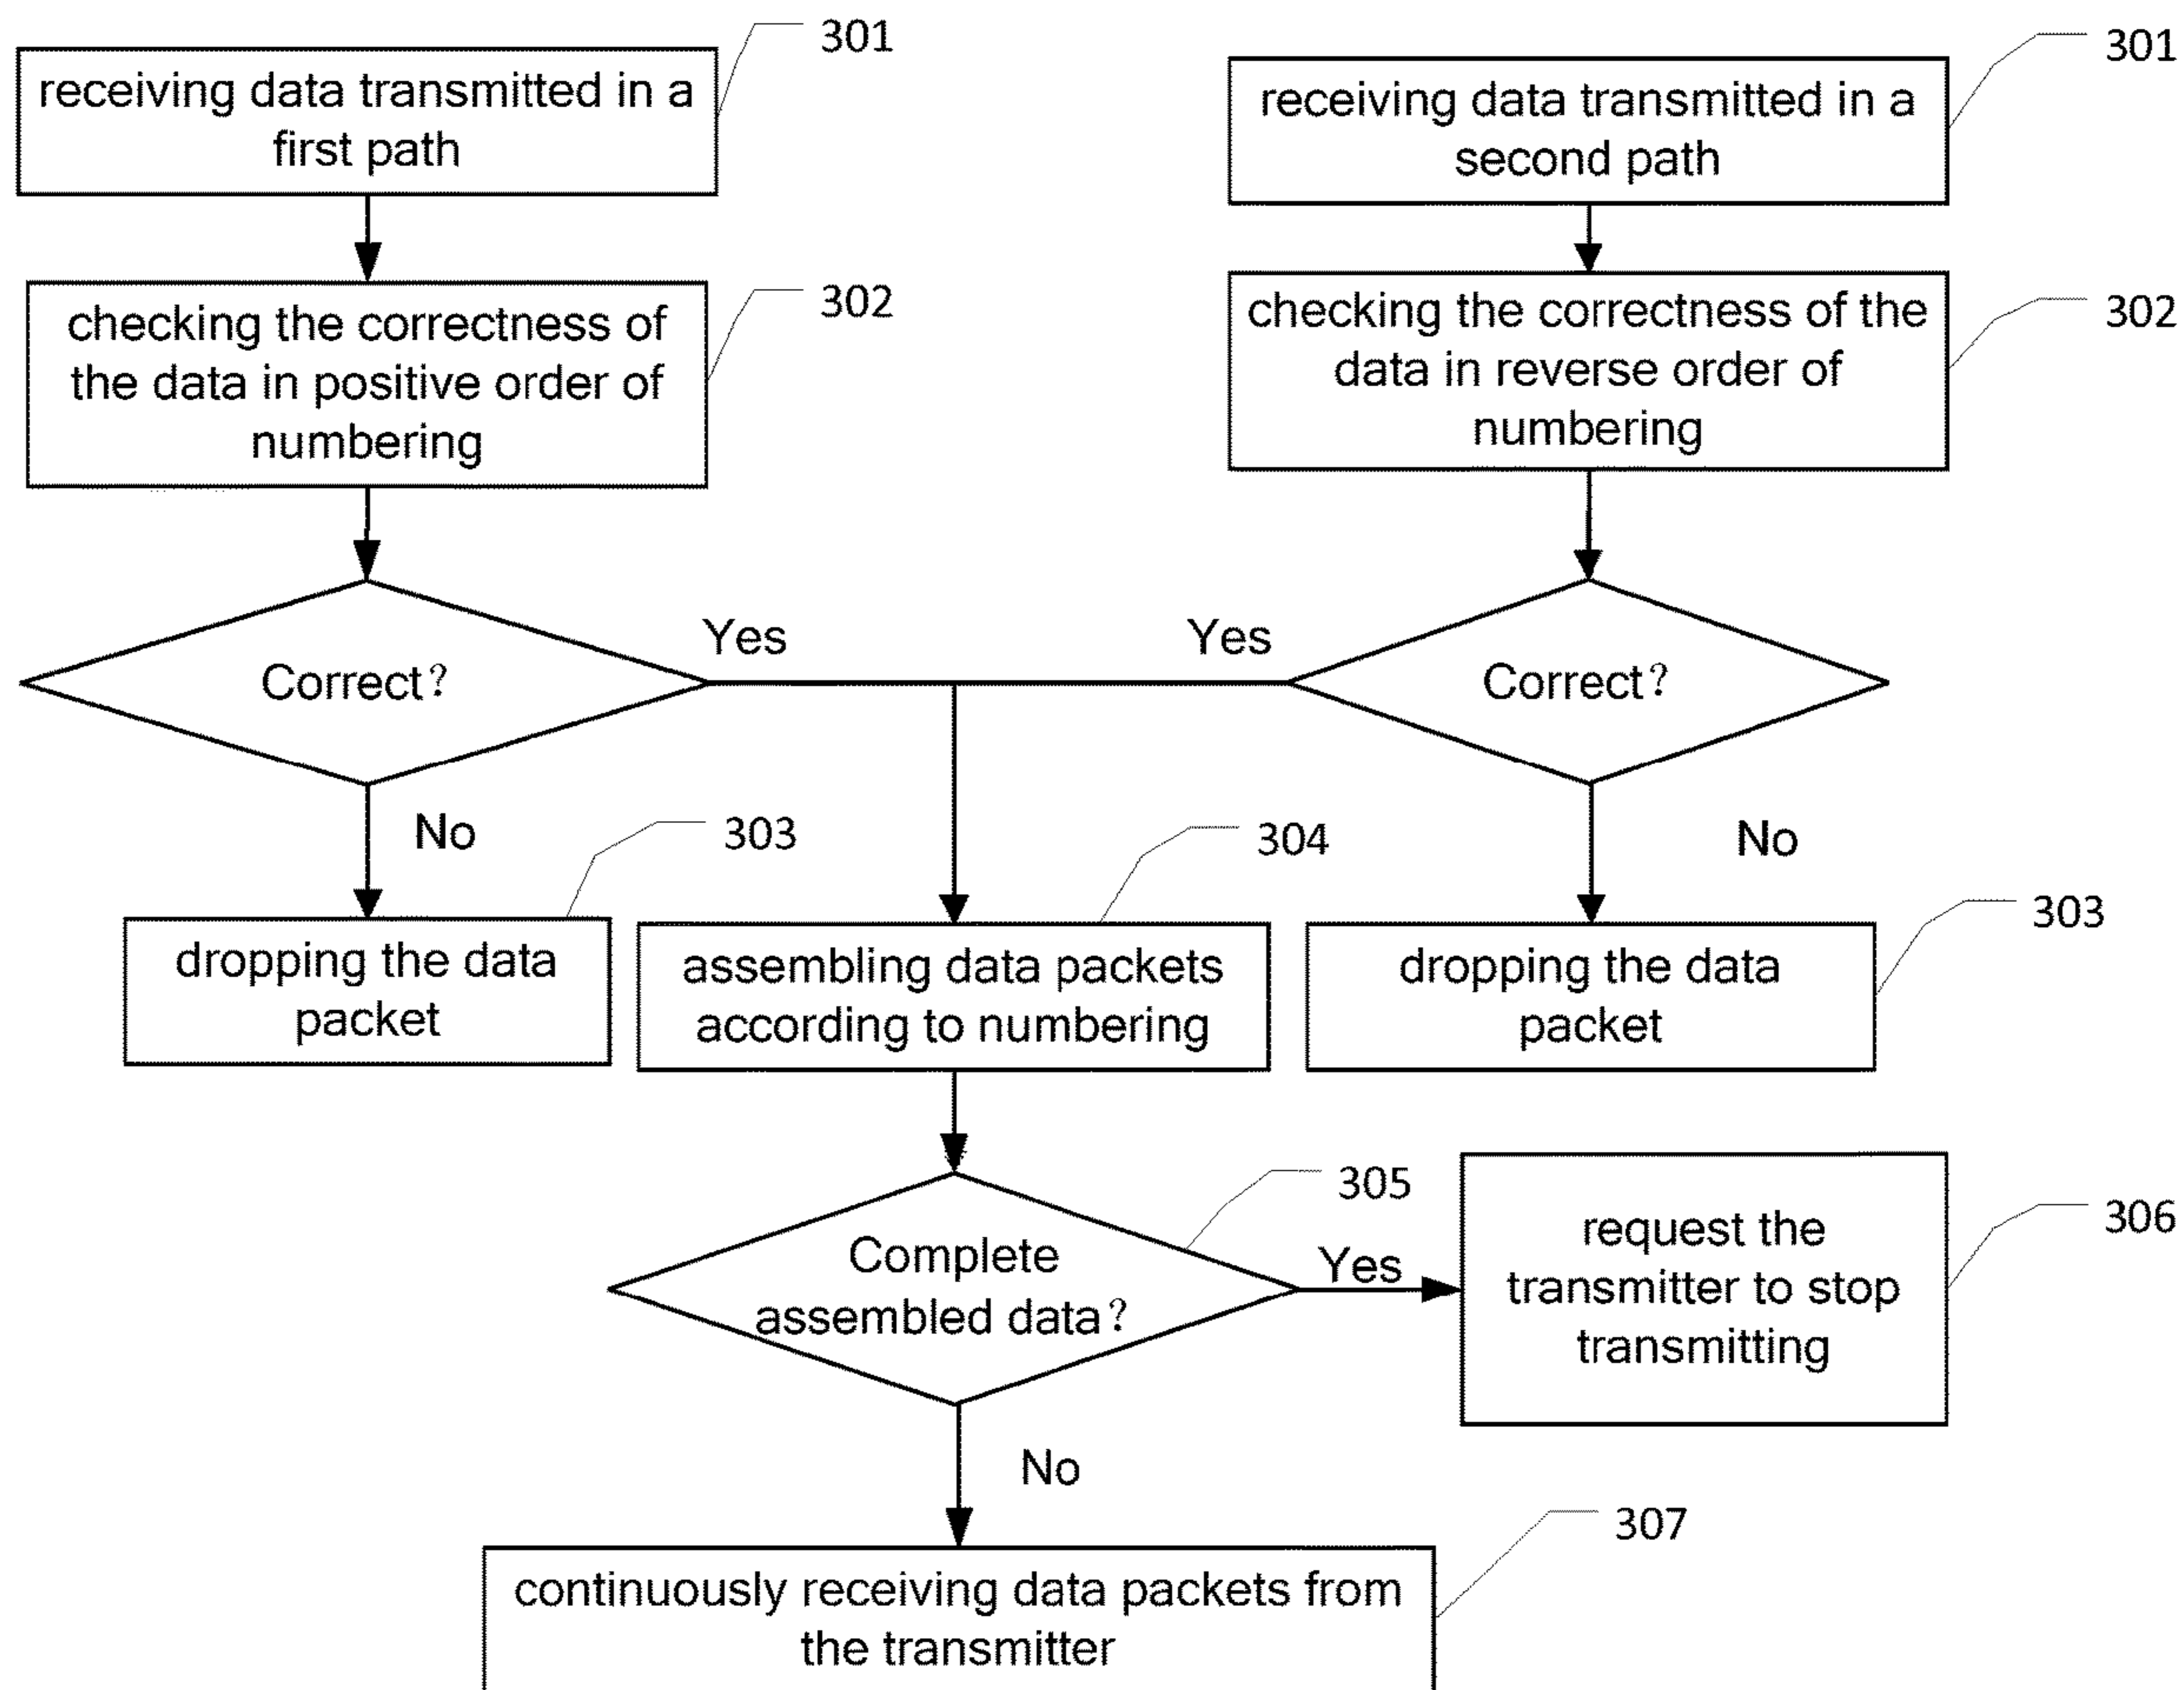 301
receiving data transmitted in a
first path
301
receiving data transmitted in a
second path
302
checking the correctness of
the data in positive order of
numbering
302
checking the correctness of the
data in reverse order of
numbering
Correct?
Yes
Yes
Correct?
No
No
303
dropping the data
packet
304
assembling data packets
according to numbering
303
dropping the data
packet
305
Complete
assembled data?
Yes
306
request the
transmitter to stop
transmitting
No
307
continuously receiving data packets from
the transmitter